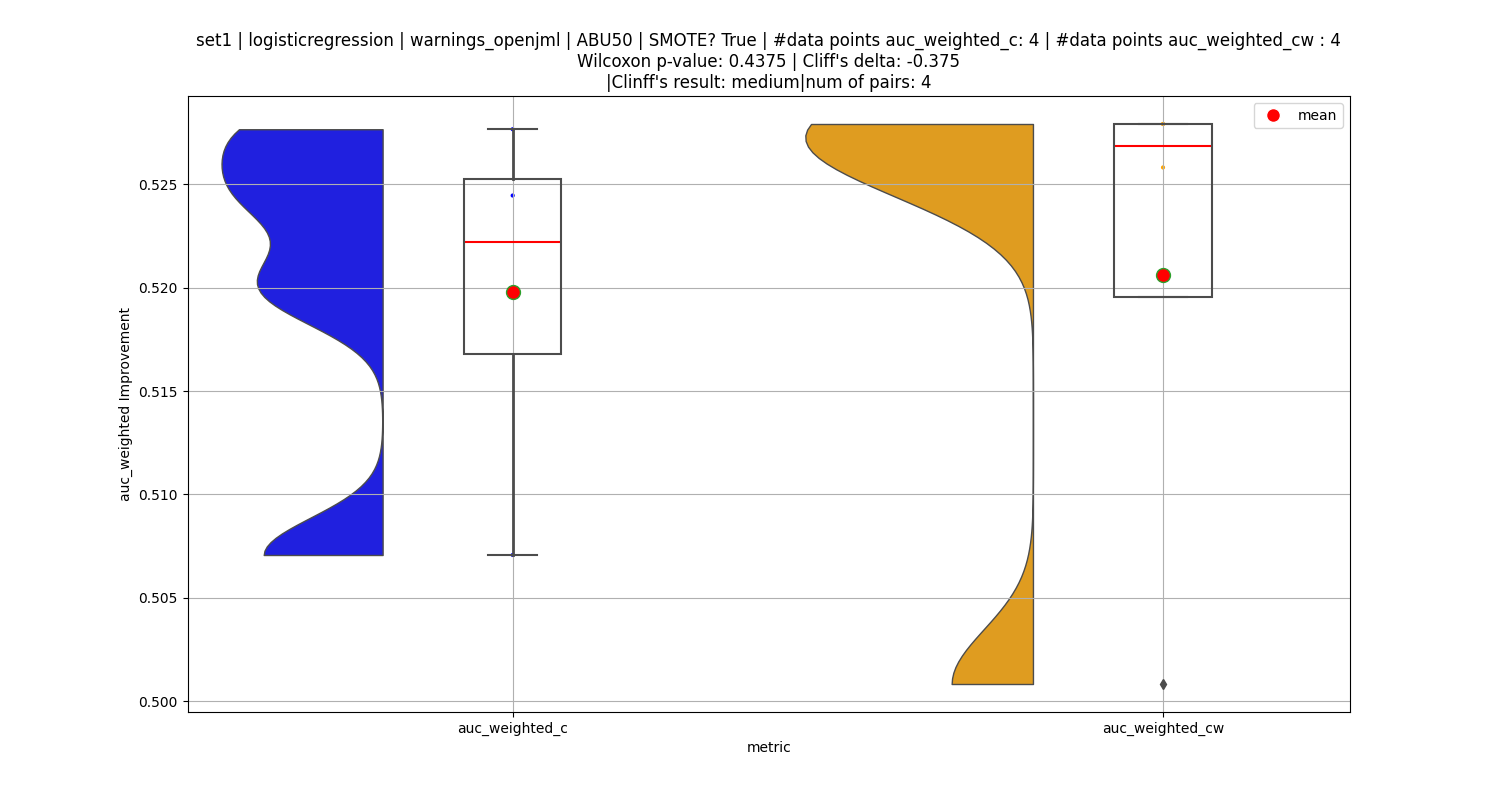 set1 | logisticregression | warnings_openjml | ABU50 | SMOTE? True | #data points auc_weighted_c: 4 | #data points auc_weighted_cw : 4
Wilcoxon p-value: 0.4375 | Cliff's delta: -0.375
|Clinff's result: medium|num of pairs: 4
mean
auc_weighted Improvement
0.525
0.520
0.515
0.510
0.505
0.500
auc_weighted_c
auc_weighted_cw
metric